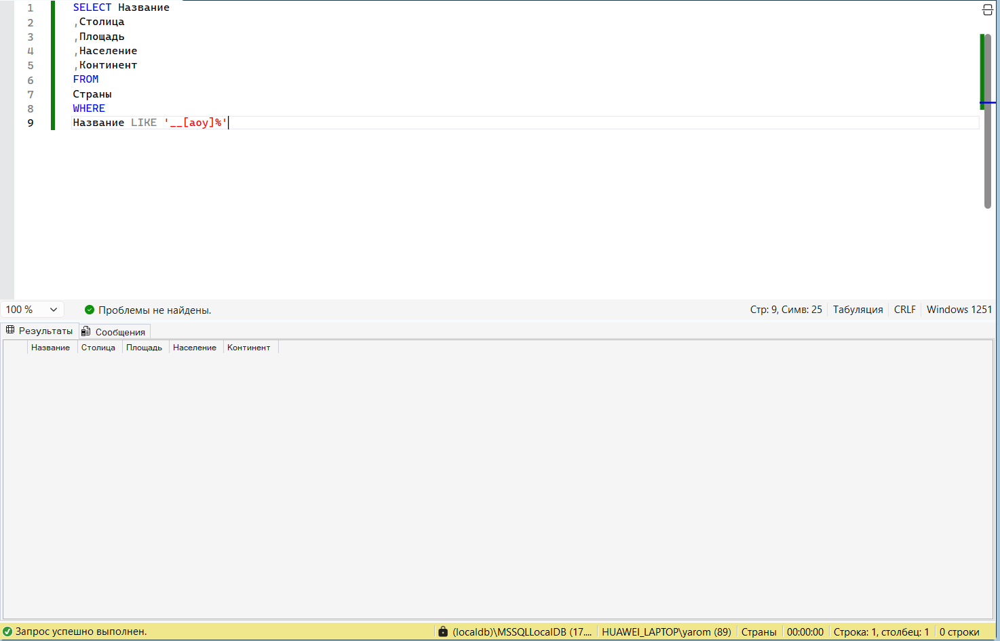 1 SELECT Название
2 ,Столица
3 ,Площадь
4 ,Население
5 ,Континент
6 FROM
7 Страны
8 WHERE
9 Название LIKE '__[аоу]%'
100 % Проблемы не найдены. Стр: 9, Симв: 25 Табуляция CRLF Windows 1251
Результаты Сообщения
Название Столица Площадь Население Континент
Запрос успешно выполнен. (localdb)\MSSQLLocalDB (17.... HUAWEI_LAPTOP\yarom (89) Страны 00:00:00 Строка: 1, столбец: 1 0 строки